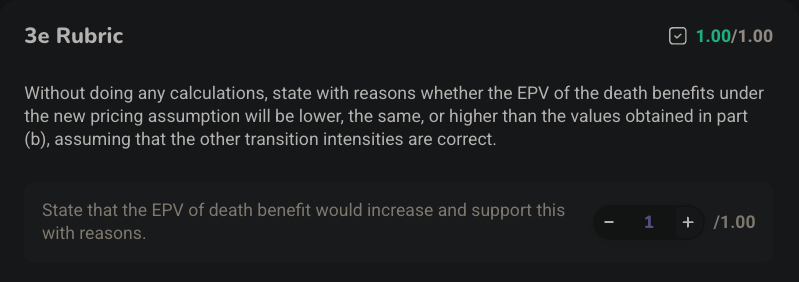 3e Rubric
1.00/1.00
Without doing any calculations, state with reasons whether the EPV of the death benefits under
the new pricing assumption will be lower, the same, or higher than the values obtained in part
(b), assuming that the other transition intensities are correct.
State that the EPV of death benefit would increase and support this
with reasons.
− 1 + /1.00